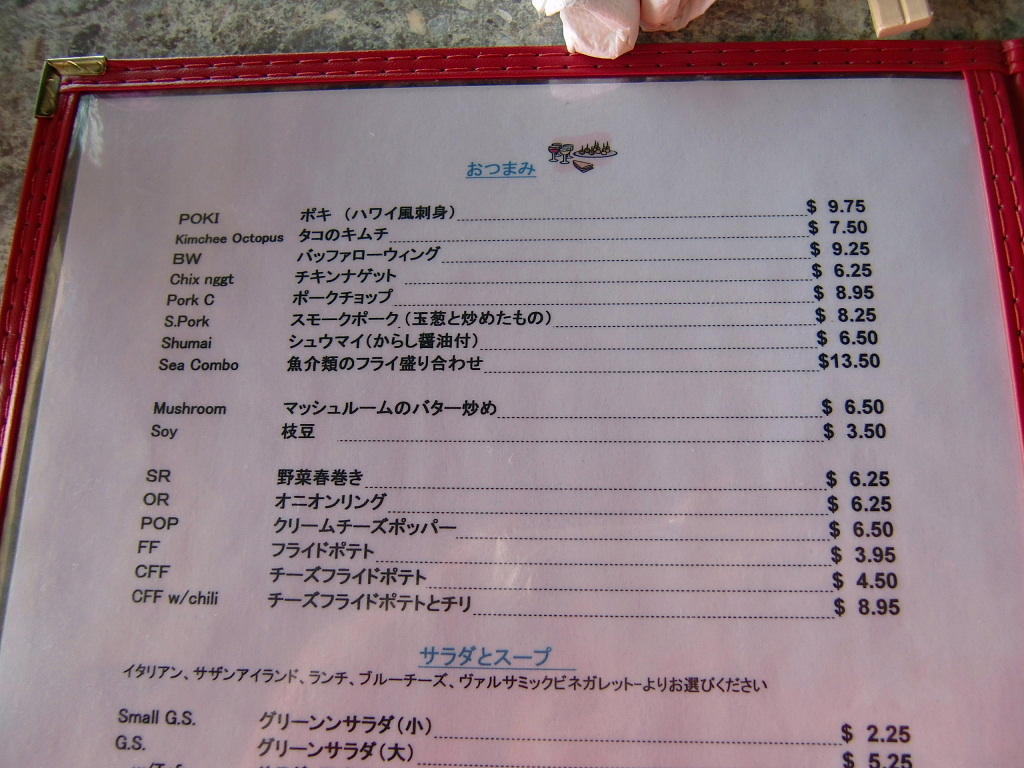 おつまみ
POKI ポキ （ハワイ風刺身） $ 9.75
Kimchee Octopus タコのキムチ $ 7.50
BW バッファローウィング $ 9.25
Chix nggt チキンナゲット $ 6.25
Pork C ポークチョップ $ 8.95
S.Pork スモークポーク （玉葱と炒めたもの） $ 8.25
Shumai シュウマイ（からし醤油付） $ 6.50
Sea Combo 魚介類のフライ盛り合わせ $13.50
Mushroom マッシュルームのバター炒め $ 6.50
Soy 枝豆 $ 3.50
SR 野菜春巻き $ 6.25
OR オニオンリング $ 6.25
POP クリームチーズポッパー $ 6.50
FF フライドポテト $ 3.95
CFF チーズフライドポテト $ 4.50
CFF w/chili チーズフライドポテトとチリ $ 8.95
サラダとスープ
イタリアン、サザンアイランド、ランチ、ブルーチーズ、ヴァルサミックビネガレット-よりお選びください
Small G.S. グリーンンサラダ（小） $ 2.25
G.S. グリーンサラダ（大） $ 5.25